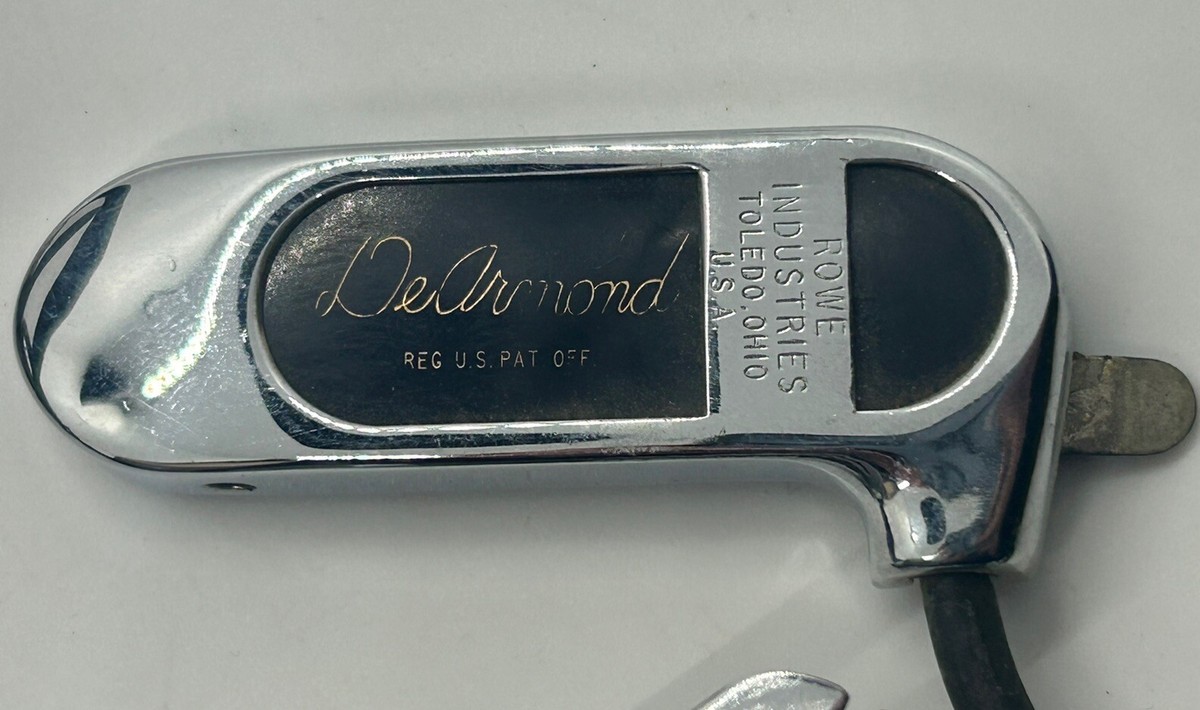 DeArmond
REG U.S. PAT OFF.
ROWE
INDUSTRIES
TOLEDO, OHIO
U.S.A.